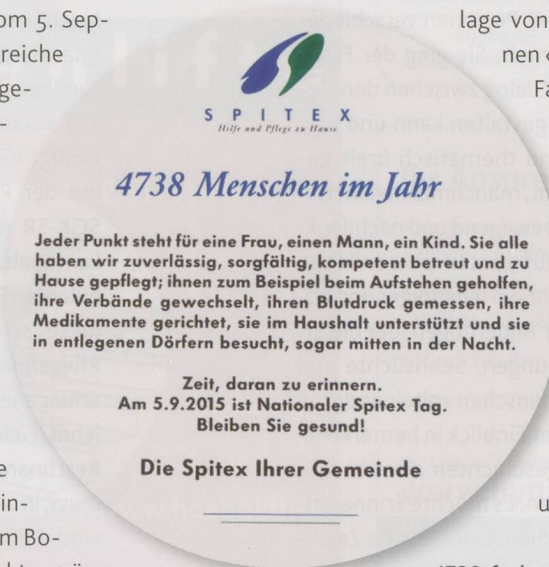 om 5. Sep-
reiche
ge-
-
lage von
nen «
Fa
SPITEX
Hilfe und Pflege zu Hause
4738 Menschen im Jahr
Jeder Punkt steht für eine Frau, einen Mann, ein Kind. Sie alle
haben wir zuverlässig, sorgfältig, kompetent betreut und zu
Hause gepflegt; ihnen zum Beispiel beim Aufstehen geholfen,
ihre Verbände gewechselt, ihren Blutdruck gemessen, ihre
Medikamente gerichtet, sie im Haushalt unterstützt und sie
in entlegenen Dörfern besucht, sogar mitten in der Nacht.
Zeit, daran zu erinnern.
Am 5.9.2015 ist Nationaler Spitex Tag.
Bleiben Sie gesund!
Die Spitex Ihrer Gemeinde
e
in-
m Bo-
u